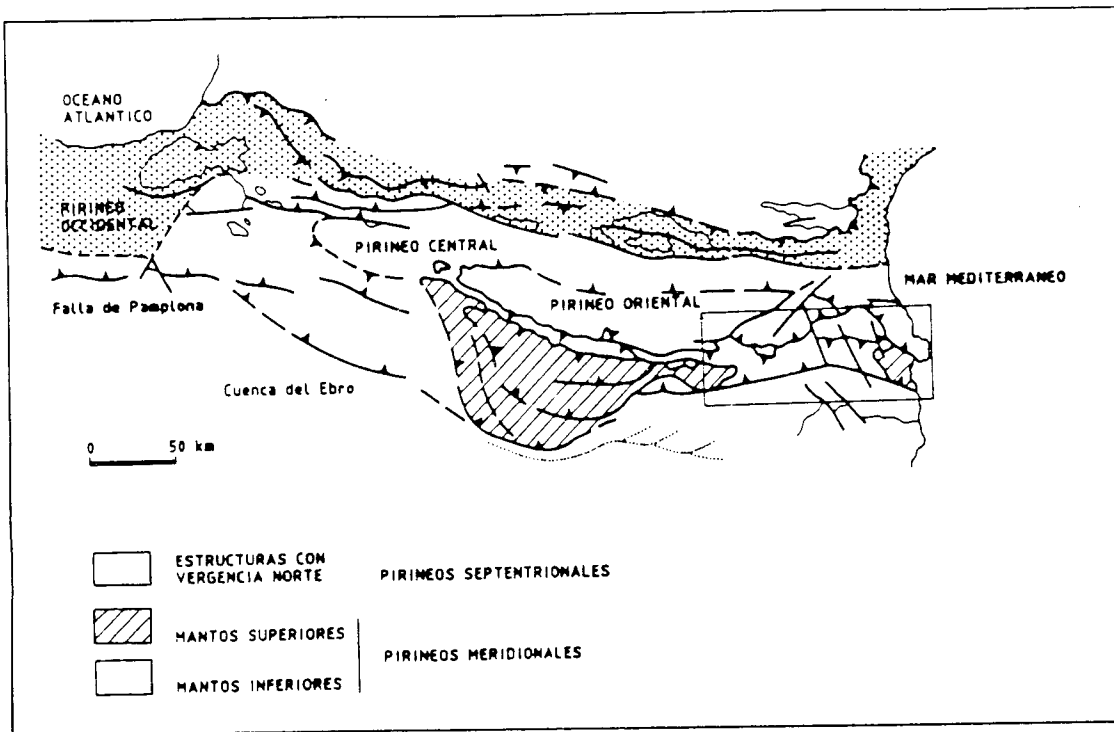 OCEANO
ATLANTICO
PIRINEO
OCCIDENTAL
PIRINEO CENTRAL
PIRINEO ORIENTAL
MAR MEDITERRANEO
Falla de Pamplona
Cuenca del Ebro
0 50 km
ESTRUCTURAS CON
VERGENCIA NORTE
PIRINEOS SEPTENTRIONALES
MANTOS SUPERIORES
PIRINEOS MERIDIONALES
MANTOS INFERIORES